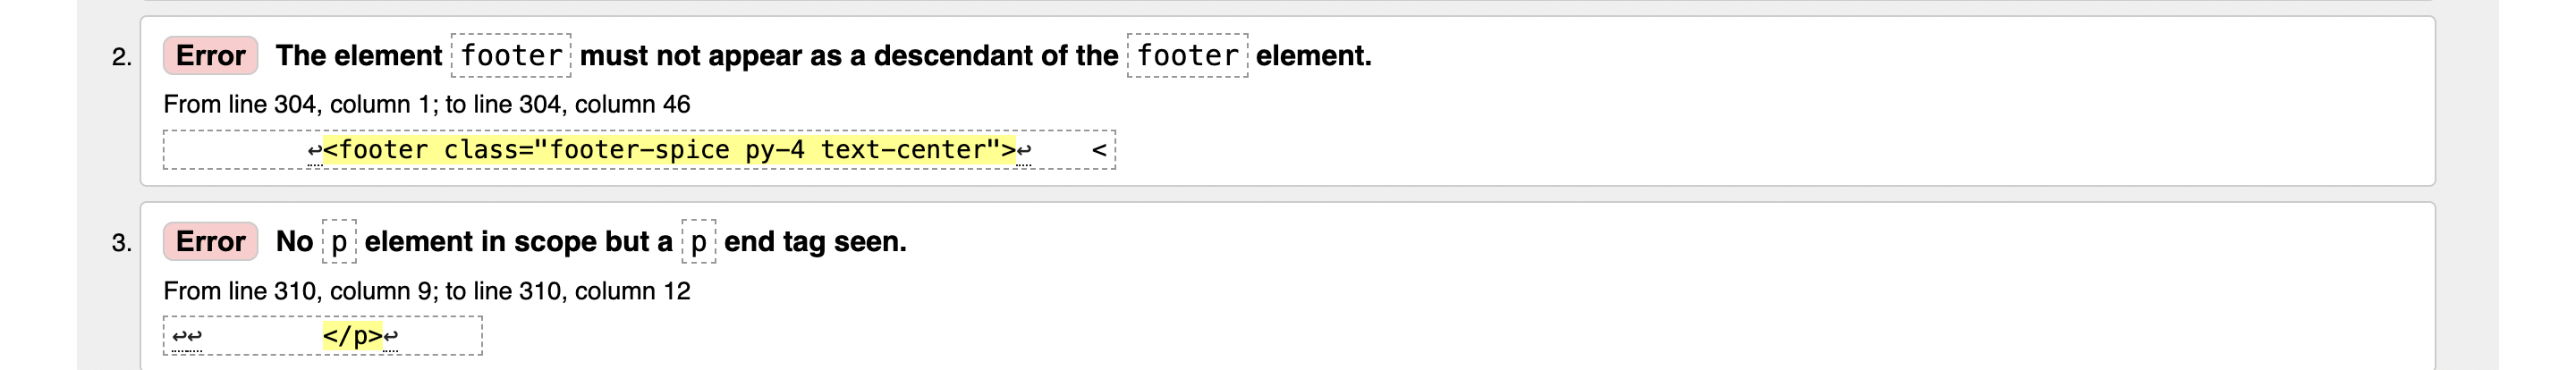 2. Error The element footer must not appear as a descendant of the footer element.
From line 304, column 1; to line 304, column 46
↩<footer class="footer-spice py-4 text-center">↩    <
3. Error No p element in scope but a p end tag seen.
From line 310, column 9; to line 310, column 12
↩↩        </p>↩